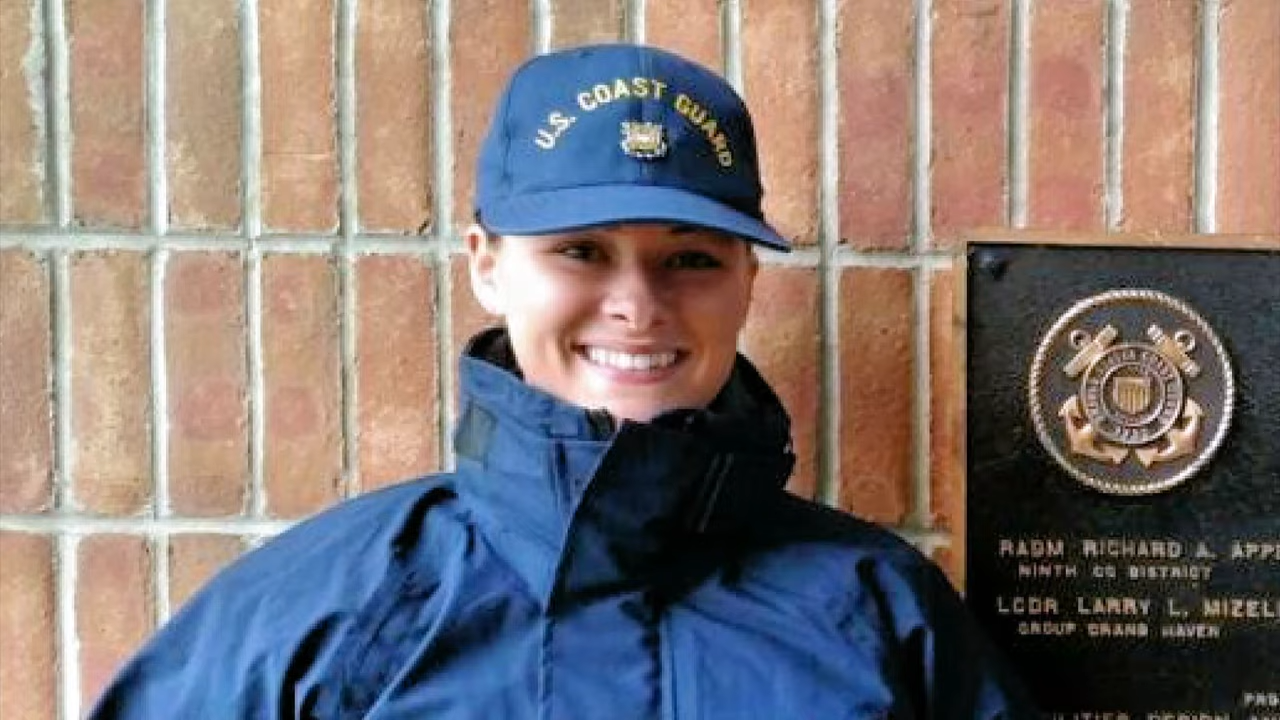 U.S. COAST GUARD
RADM RICHARD A.
NINTH CG DISTRICT
LCDR LARRY L.
GROUP GRAND HAVEN